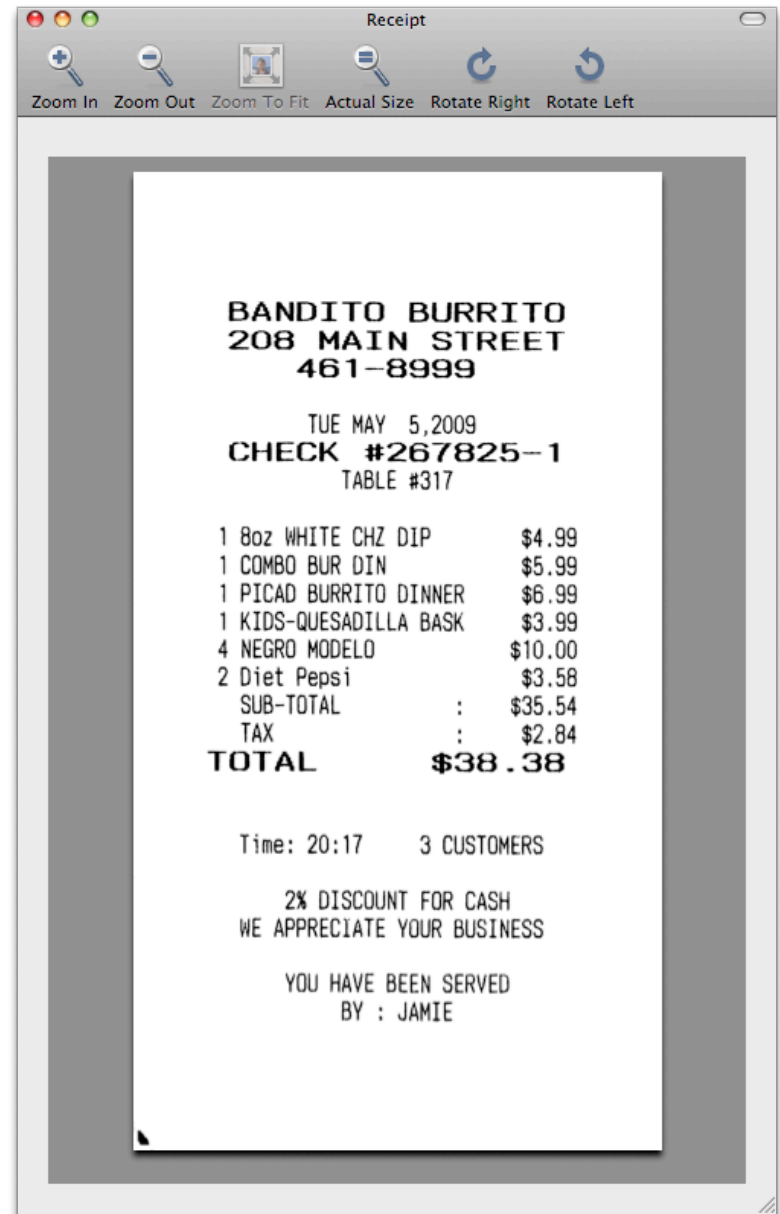 Receipt
Zoom In Zoom Out Zoom To Fit Actual Size Rotate Right Rotate Left
BANDITO BURRITO
208 MAIN STREET
461-8999
TUE MAY 5,2009
CHECK #267825-1
TABLE #317
1 8oz WHITE CHZ DIP $4.99
1 COMBO BUR DIN $5.99
1 PICAD BURRITO DINNER $6.99
1 KIDS-QUESADILLA BASK $3.99
4 NEGRO MODELO $10.00
2 Diet Pepsi $3.58
SUB-TOTAL : $35.54
TAX : $2.84
TOTAL $38.38
Time: 20:17 3 CUSTOMERS
2% DISCOUNT FOR CASH
WE APPRECIATE YOUR BUSINESS
YOU HAVE BEEN SERVED
BY : JAMIE